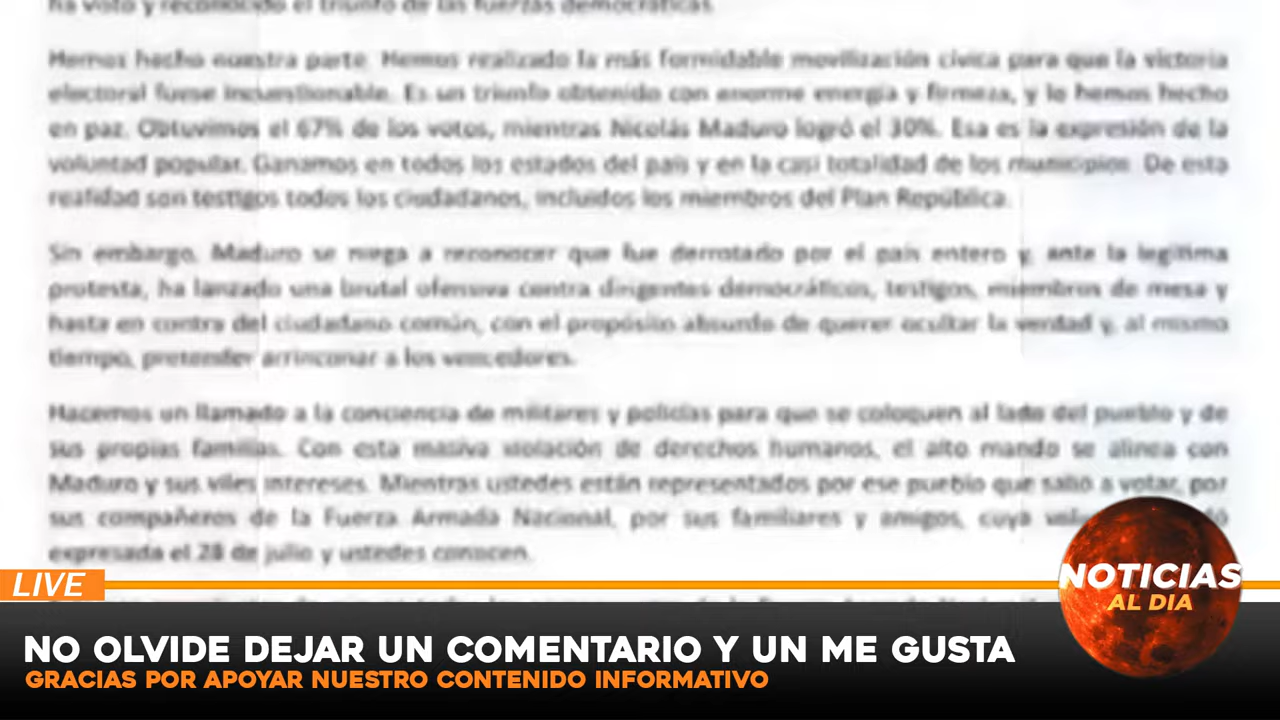 ha voto y reconocido el triunfo de las fuerzas democráticas.
Hemos hecho nuestra parte. Hemos realizado la más formidable movilización cívica para que la victoria
electoral fuese incuestionable. Es un triunfo obtenido con enorme energía y firmeza, y lo hemos hecho
en paz. Obtuvimos el 67% de los votos, mientras Nicolás Maduro logró el 30%. Esa es la expresión de la
voluntad popular. Ganamos en todos los estados del país y en la casi totalidad de los municipios. De esta
realidad son testigos todos los ciudadanos, incluidos los miembros del Plan República.
Sin embargo, Maduro se niega a reconocer que fue derrotado por el país entero y, ante la legítima
protesta, ha lanzado una brutal ofensiva contra dirigentes democráticos, testigos, miembros de mesa y
hasta en contra del ciudadano común, con el propósito absurdo de querer ocultar la verdad y, al mismo
tiempo, pretender arrinconar a los vencedores.
Hacemos un llamado a la conciencia de militares y policías para que se coloquen al lado del pueblo y de
sus propias familias. Con esta masiva violación de derechos humanos, el alto mando se alinea con
Maduro y sus viles intereses. Mientras ustedes están representados por ese pueblo que salió a votar, por
sus compañeros de la Fuerza Armada Nacional, por sus familiares y amigos, cuya
expresada el 28 de julio y ustedes conocen.
LIVE
NOTICIAS
AL DIA
NO OLVIDE DEJAR UN COMENTARIO Y UN ME GUSTA
GRACIAS POR APOYAR NUESTRO CONTENIDO INFORMATIVO